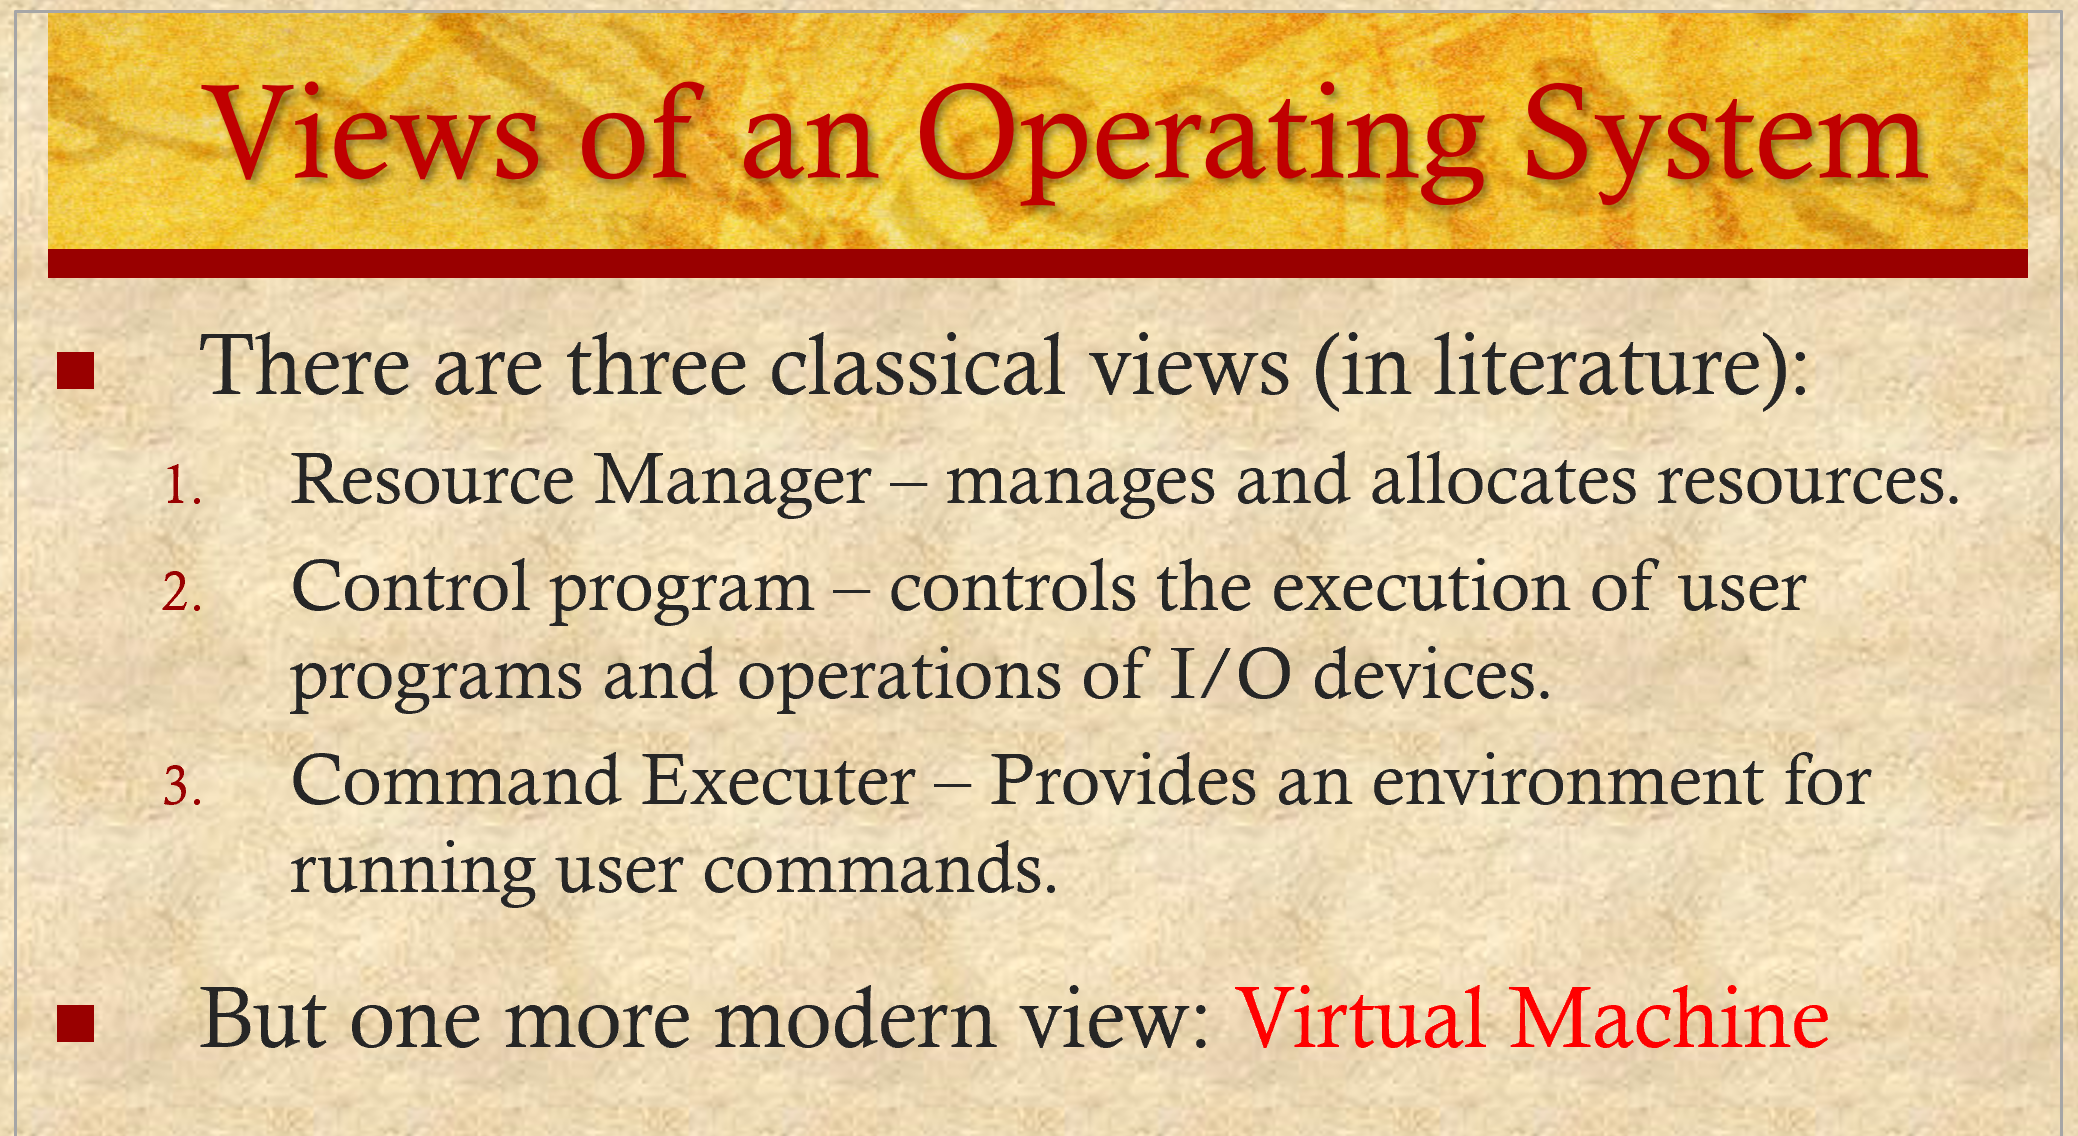 Views of an Operating System
There are three classical views (in literature):
1. Resource Manager – manages and allocates resources.
2. Control program – controls the execution of user
programs and operations of I/O devices.
3. Command Executer – Provides an environment for
running user commands.
But one more modern view: Virtual Machine